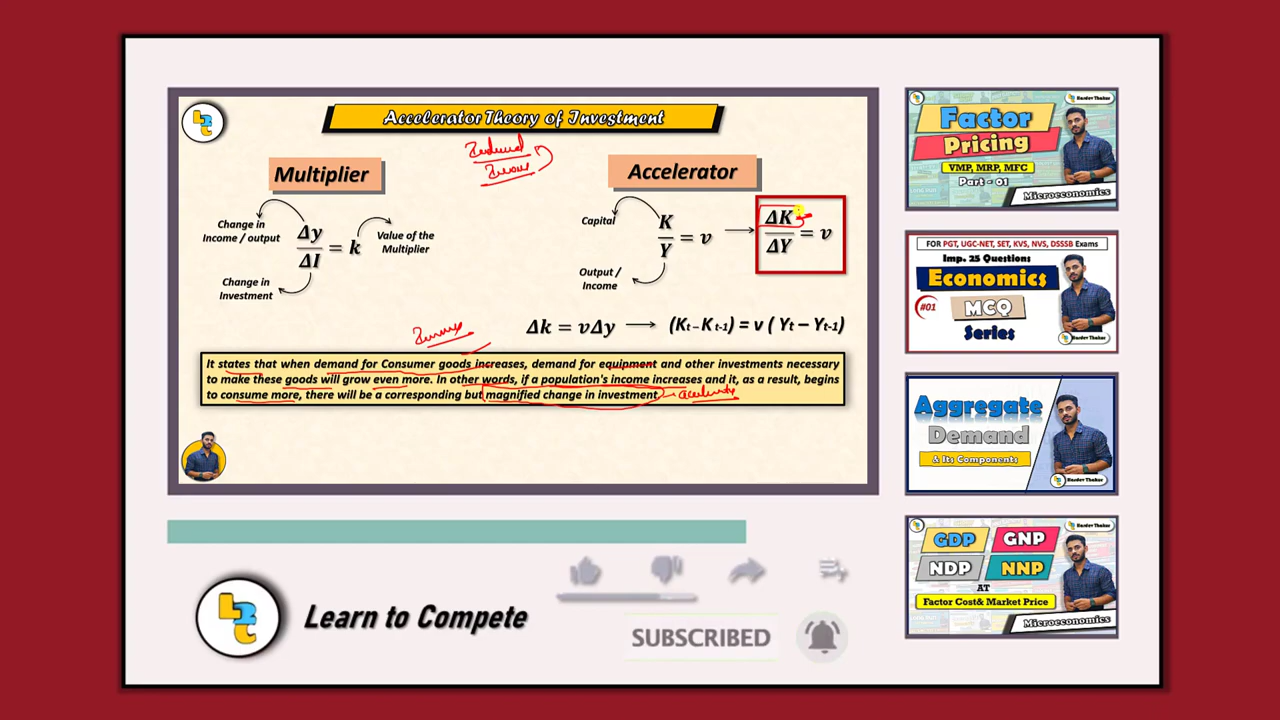 Accelerator Theory of Investment
Multiplier
Change in
Income / output
Δy
ΔI
= k
Value of the
Multiplier
Change in
Investment
Accelerator
Capital
K
Y
= v
Output /
Income
ΔK
ΔY
= v
Δk = vΔy → (Kt – K t-1) = v ( Yt – Yt-1)
It states that when demand for Consumer goods increases, demand for equipment and other investments necessary
to make these goods will grow even more. In other words, if a population's income increases and it, as a result, begins
to consume more, there will be a corresponding but magnified change in investment
Learn to Compete
SUBSCRIBED
Hardev Thakur
Factor
Pricing
VMP, MRP, MFC
Part - 01
Microeconomics
FOR PGT, UGC-NET, SET, KVS, NVS, DSSSB Exams
Imp. 25 Questions
Economics
#01
MCQ
Series
Aggregate
Demand
& Its Components
Hardev Thakur
Hardev Thakur
GDP
GNP
NDP
NNP
AT
Factor Cost& Market Price
Microeconomics